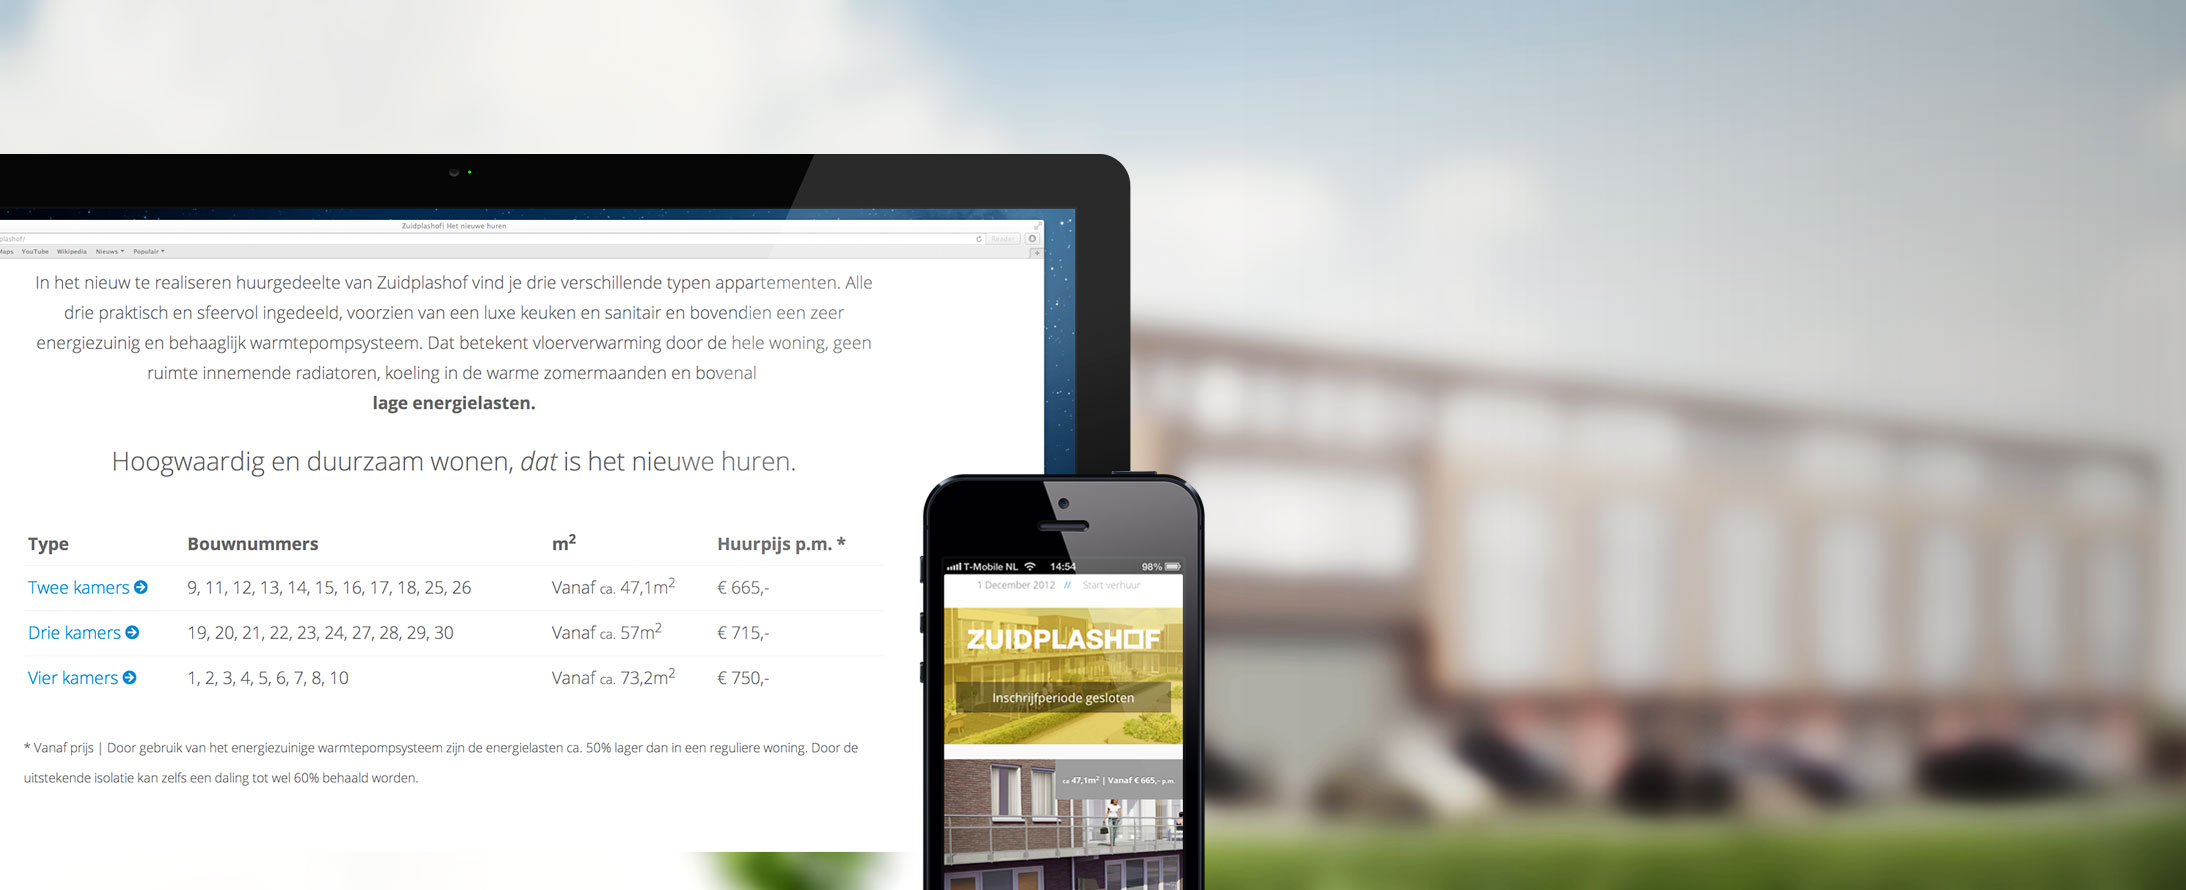 Zuidplashof| Het nieuwe huren
plashof/
Reader
Maps YouTube Wikipedia Nieuws Populair
In het nieuw te realiseren huurgedeelte van Zuidplashof vind je drie verschillende typen appartementen. Alle
drie praktisch en sfeervol ingedeeld, voorzien van een luxe keuken en sanitair en bovendien een zeer
energiezuinig en behaaglijk warmtepompsysteem. Dat betekent vloerverwarming door de hele woning, geen
ruimte innemende radiatoren, koeling in de warme zomermaanden en bovenal
lage energielasten.
Hoogwaardig en duurzaam wonen, dat is het nieuwe huren.
Type Bouwnummers m² Huurpijs p.m. *
Twee kamers 9, 11, 12, 13, 14, 15, 16, 17, 18, 25, 26 Vanaf ca. 47,1m² € 665,-
Drie kamers 19, 20, 21, 22, 23, 24, 27, 28, 29, 30 Vanaf ca. 57m² € 715,-
Vier kamers 1, 2, 3, 4, 5, 6, 7, 8, 10 Vanaf ca. 73,2m² € 750,-
* Vanaf prijs | Door gebruik van het energiezuinige warmtepompsysteem zijn de energielasten ca. 50% lager dan in een reguliere woning. Door de
uitstekende isolatie kan zelfs een daling tot wel 60% behaald worden.
T-Mobile NL 14:54 98%
1 December 2012 // Start verhuur
ZUIDPLASHOF
Inschrijfperiode gesloten
ca 47,1m² | Vanaf € 665,- p.m.